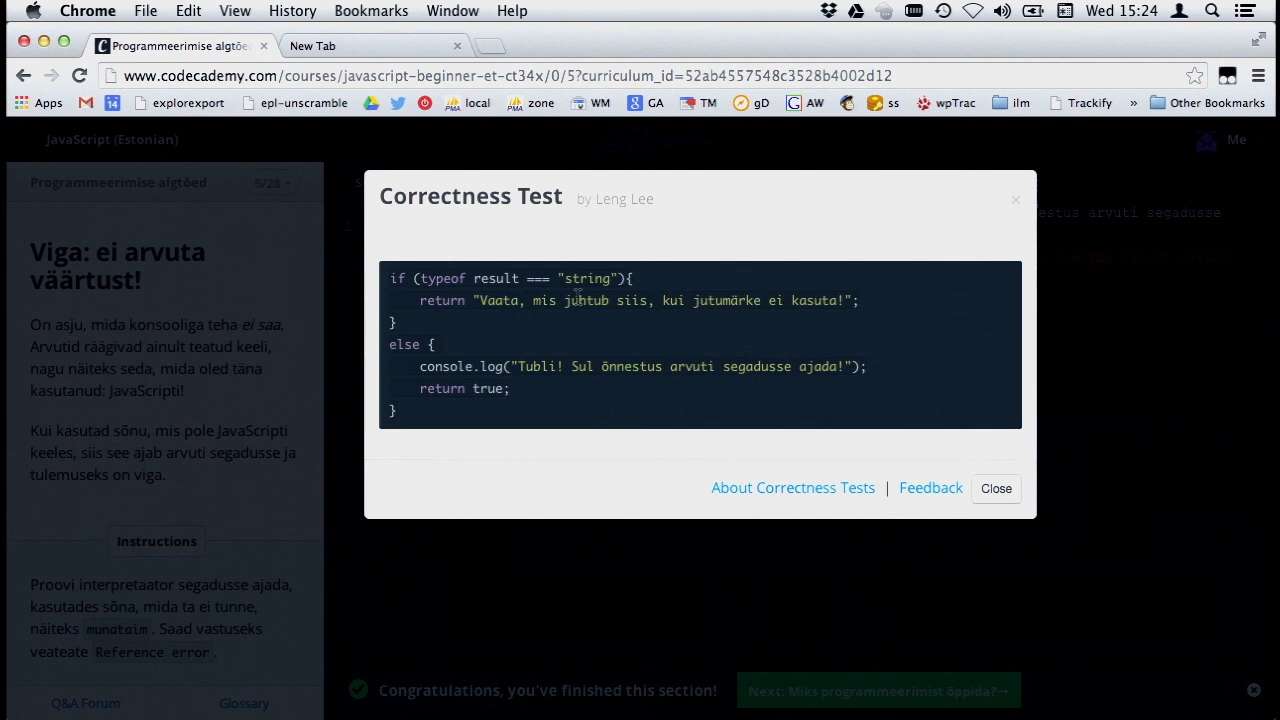 Chrome File Edit View History Bookmarks Window Help Wed 15:24
Programmeerimise algtõe
New Tab
www.codecademy.com/courses/javascript-beginner-et-ct34x/0/5?curriculum_id=52ab4557548c3528b4002d12
Apps 14 exporexport epl-unscramble PMA local PMA zone WM GA TM gD AW ss wpTrac ilm Trackify » Other Bookmarks
JavaScript (Estonian)
Me
Programmeerimise algtõed
5/28
Viga: ei arvuta
väärtust!
On asju, mida konsooliga teha ei saa.
Arvutid räägivad ainult teatud keeli,
nagu näiteks seda, mida oled täna
kasutanud: JavaScripti!
Kui kasutad sõnu, mis pole JavaScripti
keeles, siis see ajab arvuti segadusse ja
tulemuseks on viga.
Instructions
Proovi interpretaator segadusse ajada,
kasutades sõna, mida ta ei tunne,
näiteks munataim. Saad vastuseks
veateate Reference error.
Q&A Forum
Glossary
Correctness Test by Leng Lee
×
if (typeof result === "string"){
return "Vaata, mis juhtub siis, kui jutumärke ei kasuta!";
}
else {
console.log("Tubli! Sul õnnestus arvuti segadusse ajada!");
return true;
}
About Correctness Tests | Feedback
Close
estus arvuti segadusse
Congratulations, you've finished this section!
Next: Miks programmeerimist õppida?→